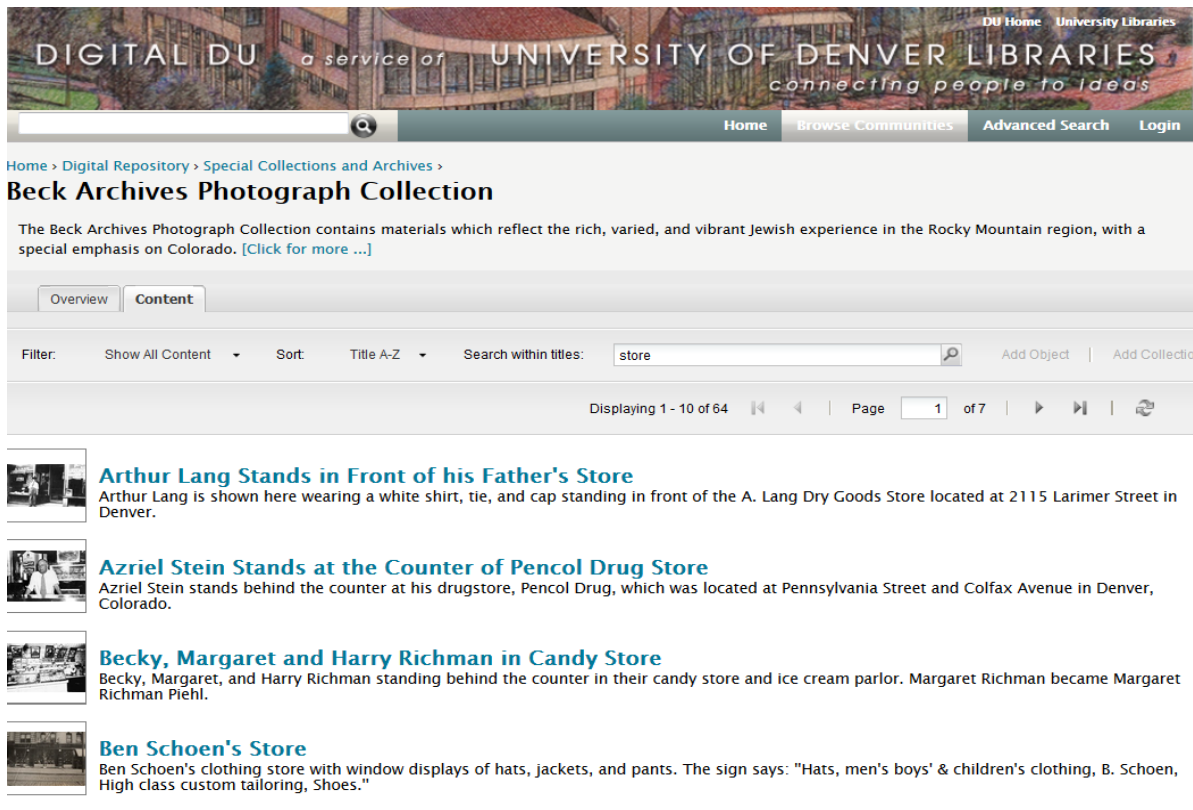 DU Home University Libraries
DIGITAL DU a service of UNIVERSITY OF DENVER LIBRARIES
connecting people to ideas
Home Browse Communities Advanced Search Login
Home › Digital Repository › Special Collections and Archives ›
Beck Archives Photograph Collection
The Beck Archives Photograph Collection contains materials which reflect the rich, varied, and vibrant Jewish experience in the Rocky Mountain region, with a
special emphasis on Colorado. [Click for more ...]
Overview Content
Filter: Show All Content Sort: Title A-Z Search within titles: store Add Object | Add Collectio
Displaying 1 - 10 of 64 | Page 1 of 7 | |
Arthur Lang Stands in Front of his Father's Store
Arthur Lang is shown here wearing a white shirt, tie, and cap standing in front of the A. Lang Dry Goods Store located at 2115 Larimer Street in
Denver.
Azriel Stein Stands at the Counter of Pencol Drug Store
Azriel Stein stands behind the counter at his drugstore, Pencol Drug, which was located at Pennsylvania Street and Colfax Avenue in Denver,
Colorado.
Becky, Margaret and Harry Richman in Candy Store
Becky, Margaret, and Harry Richman standing behind the counter in their candy store and ice cream parlor. Margaret Richman became Margaret
Richman Piehl.
Ben Schoen's Store
Ben Schoen's clothing store with window displays of hats, jackets, and pants. The sign says: "Hats, men's boys' & children's clothing, B. Schoen,
High class custom tailoring, Shoes."